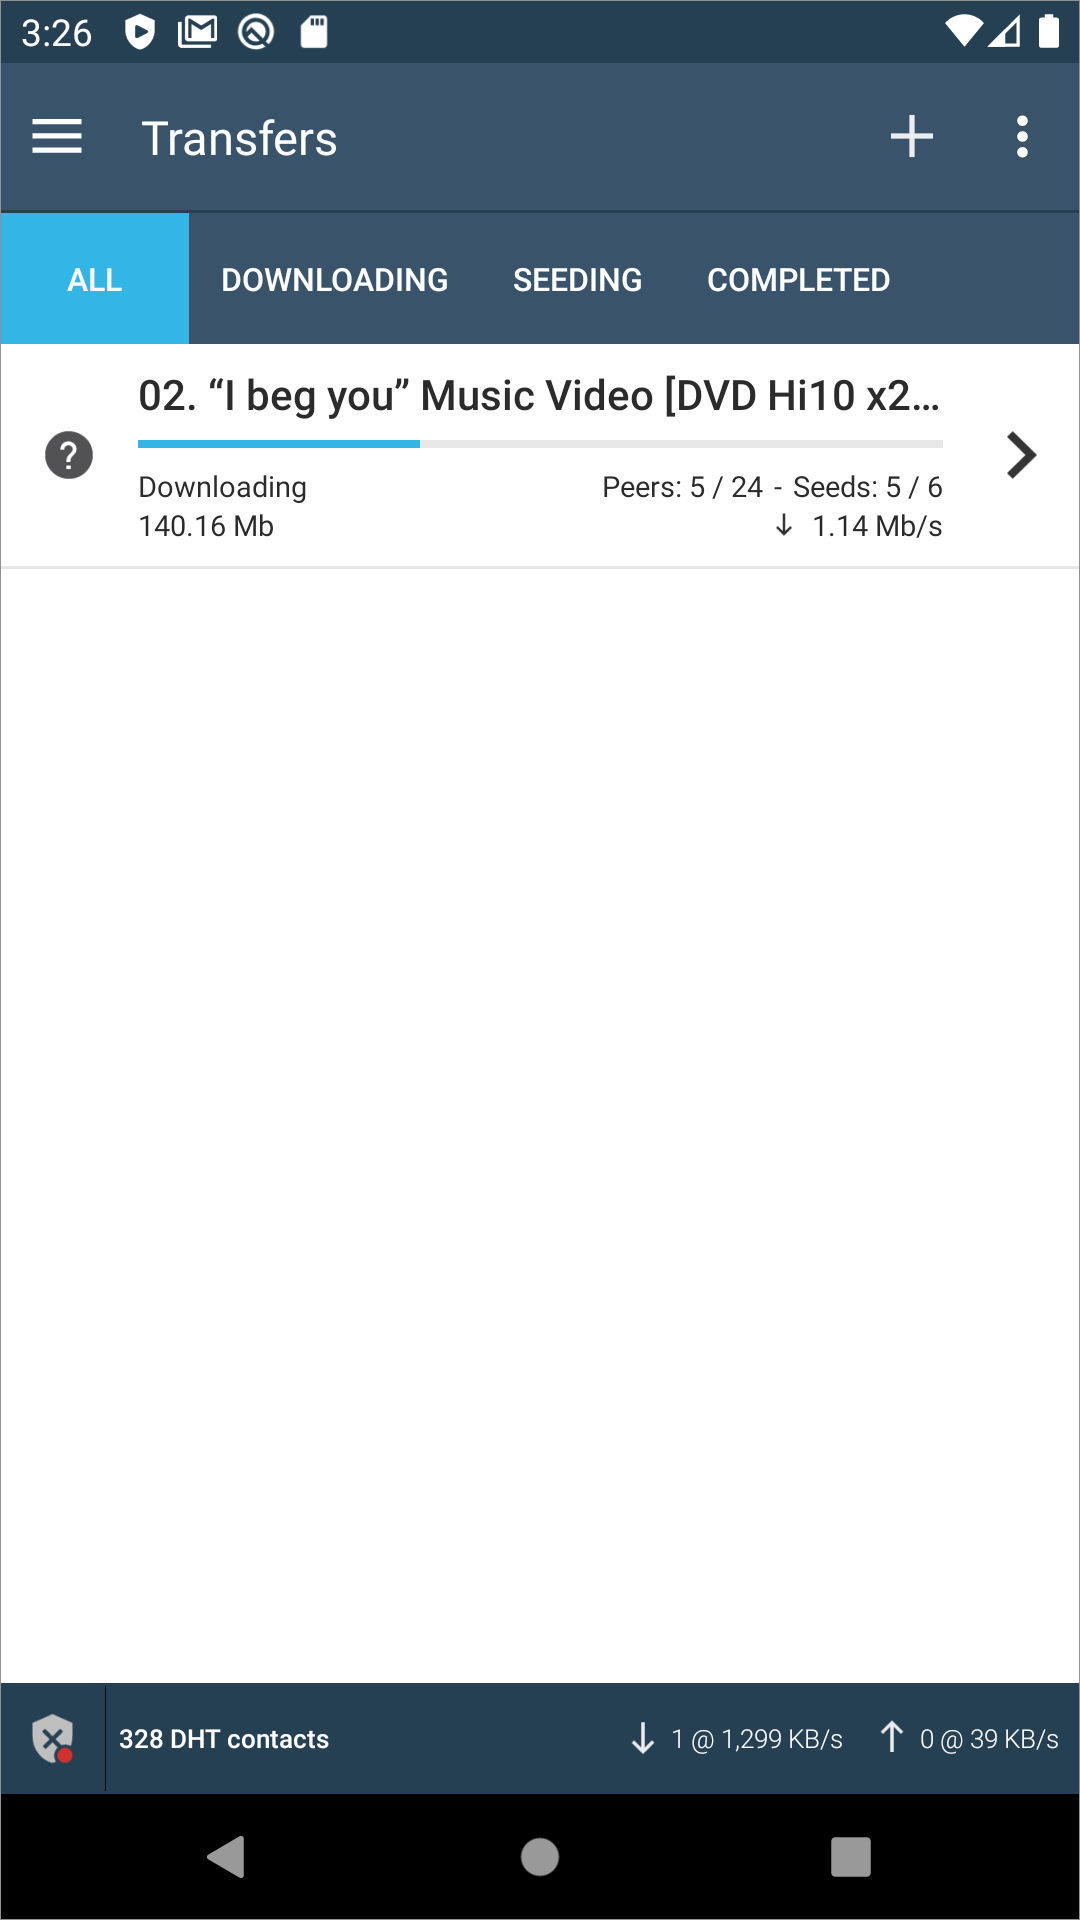 3:26
Transfers
ALL DOWNLOADING SEEDING COMPLETED
02. “I beg you” Music Video [DVD Hi10 x2...
Downloading Peers: 5 / 24 - Seeds: 5 / 6
140.16 Mb ↓ 1.14 Mb/s
328 DHT contacts ↓ 1 @ 1,299 KB/s ↑ 0 @ 39 KB/s